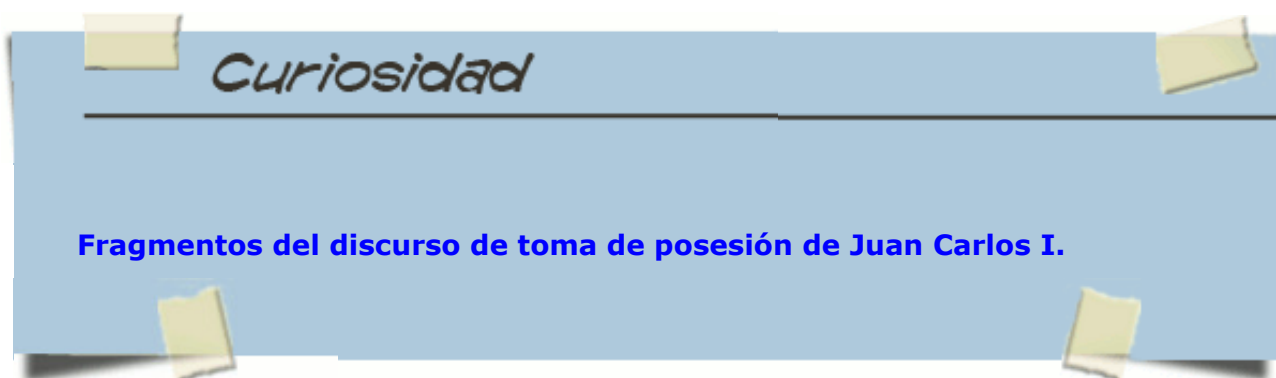 Curiosidad
Fragmentos del discurso de toma de posesión de Juan Carlos I.